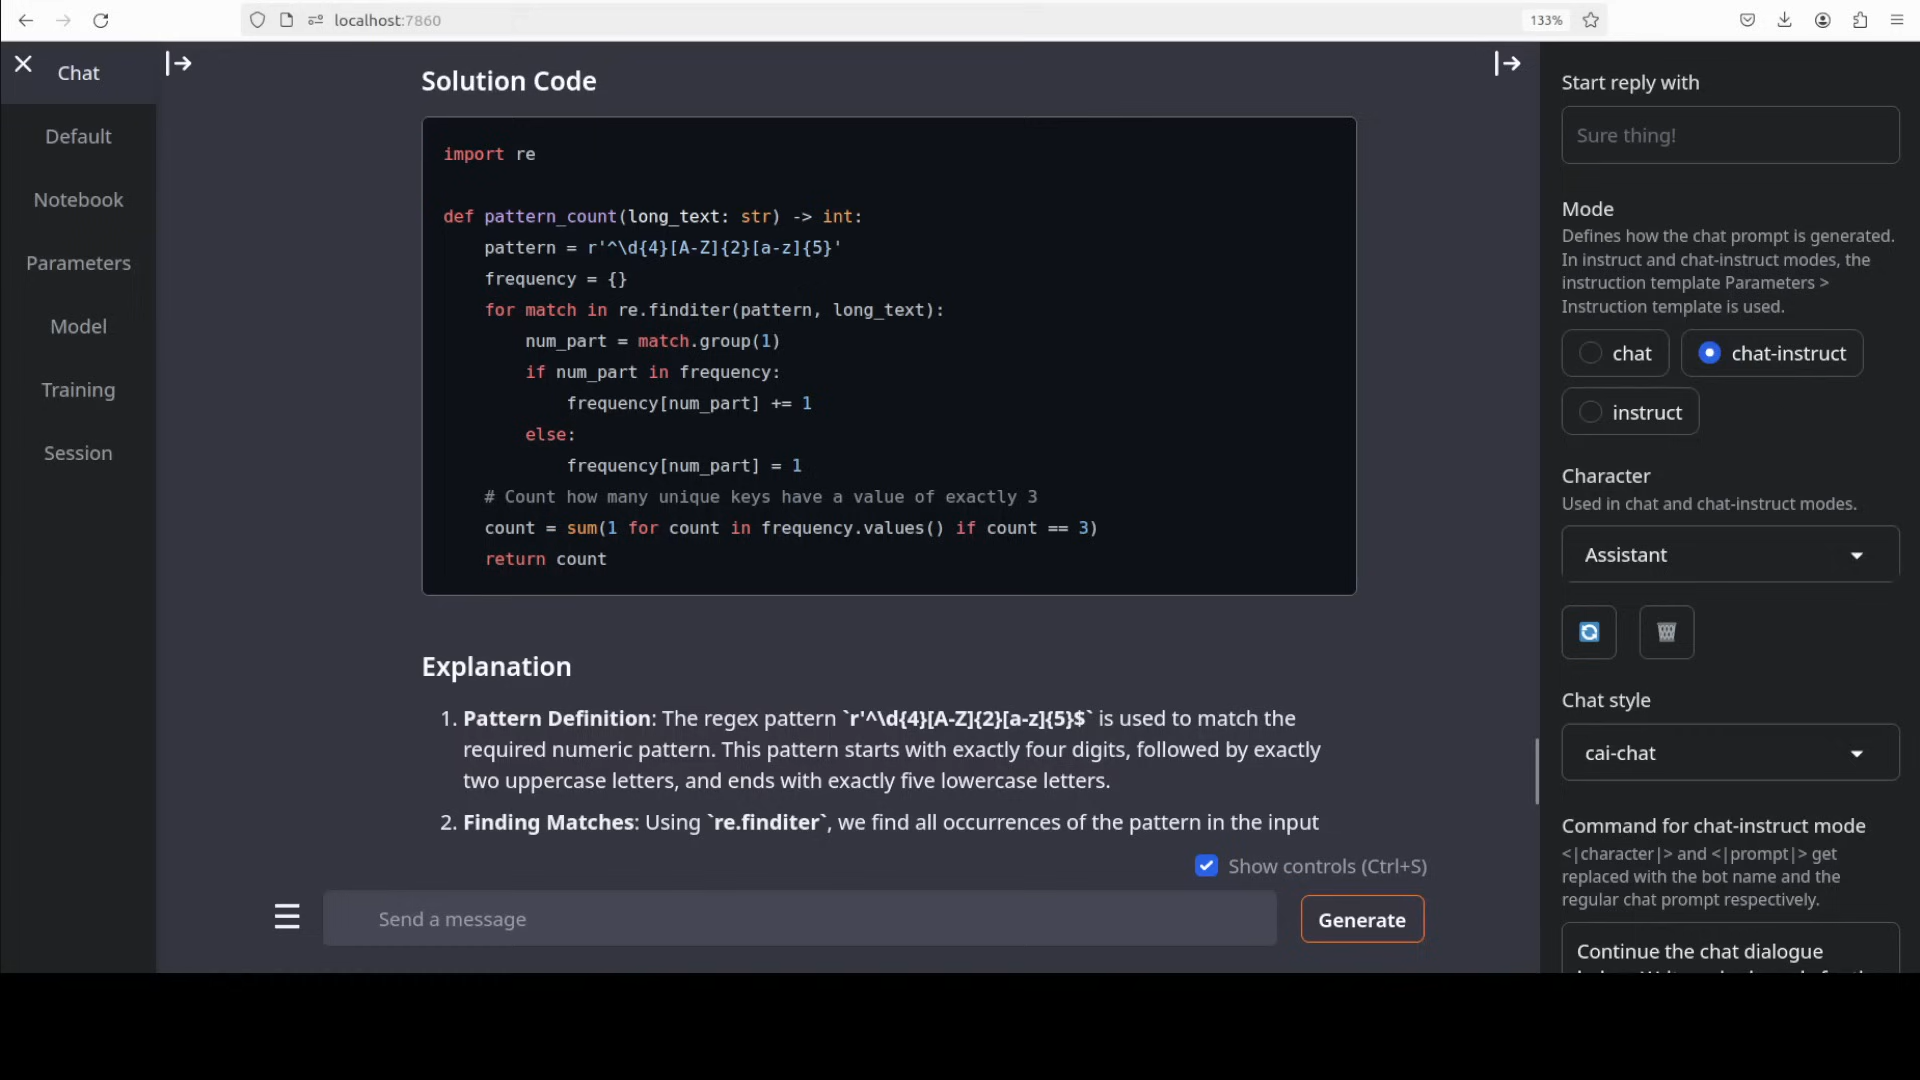 localhost:7860
133%
Chat
Default
Notebook
Parameters
Model
Training
Session
Solution Code
import re
def pattern_count(long_text: str) -> int:
    pattern = r'^\d{4}[A-Z]{2}[a-z]{5}'
    frequency = {}
    for match in re.finditer(pattern, long_text):
        num_part = match.group(1)
        if num_part in frequency:
            frequency[num_part] += 1
        else:
            frequency[num_part] = 1
    # Count how many unique keys have a value of exactly 3
    count = sum(1 for count in frequency.values() if count == 3)
    return count
Explanation
1. Pattern Definition: The regex pattern `r'^\d{4}[A-Z]{2}[a-z]{5}$` is used to match the
required numeric pattern. This pattern starts with exactly four digits, followed by exactly
two uppercase letters, and ends with exactly five lowercase letters.
2. Finding Matches: Using `re.finditer`, we find all occurrences of the pattern in the input
Show controls (Ctrl+S)
Send a message
Generate
Start reply with
Sure thing!
Mode
Defines how the chat prompt is generated.
In instruct and chat-instruct modes, the
instruction template Parameters >
Instruction template is used.
chat
chat-instruct
instruct
Character
Used in chat and chat-instruct modes.
Assistant
Chat style
cai-chat
Command for chat-instruct mode
<|character|> and <|prompt|> get
replaced with the bot name and the
regular chat prompt respectively.
Continue the chat dialogue